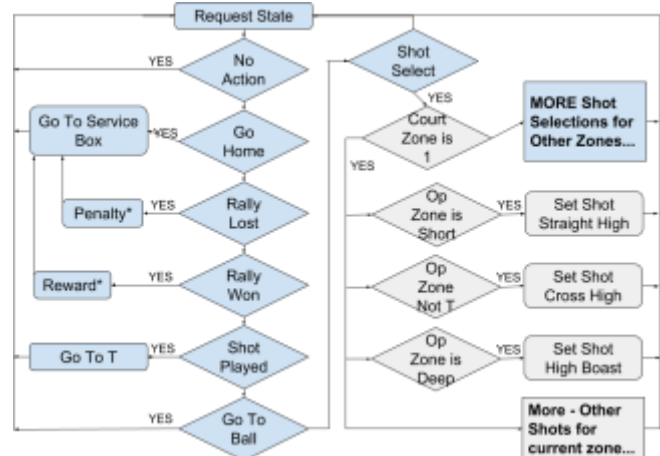 Request State
YES
No
Action
Go To Service
Box
YES
Go
Home
Penalty*
YES
Rally
Lost
Reward*
YES
Rally
Won
Go To T
YES
Shot
Played
YES
Go To
Ball
Shot
Select
YES
Court
Zone is
1
YES
MORE Shot
Selections for
Other Zones...
Op
Zone is
Short
YES
Set Shot
Straight High
Op
Zone
Not T
YES
Set Shot
Cross High
Op
Zone is
Deep
YES
Set Shot
High Boast
More - Other
Shots for
current zone...